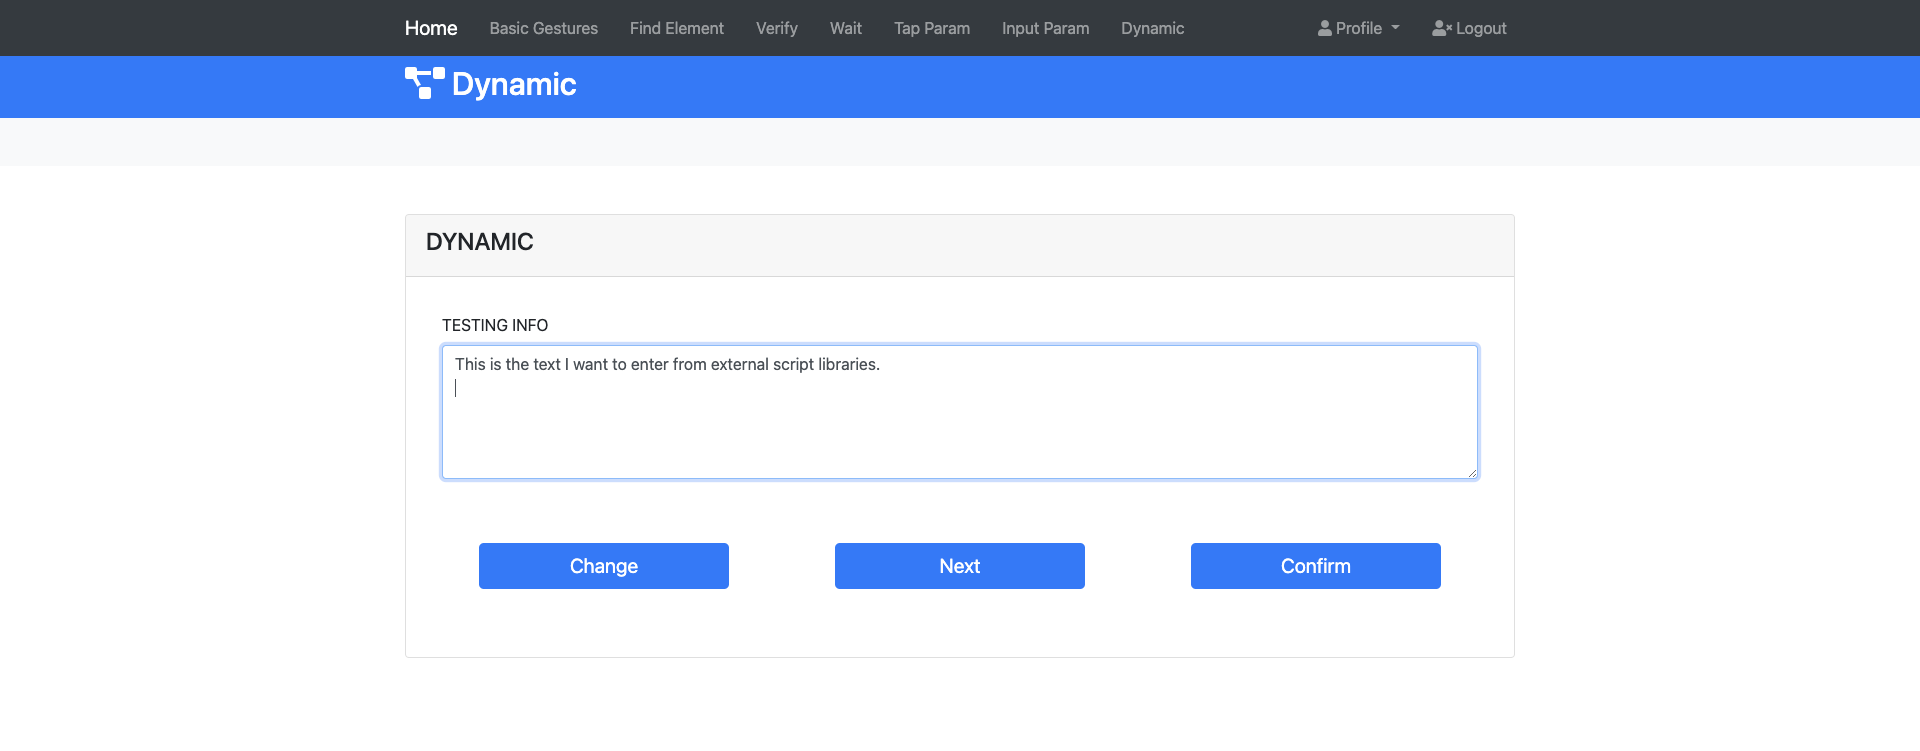 Home Basic Gestures Find Element Verify Wait Tap Param Input Param Dynamic Profile Logout
Dynamic
DYNAMIC
TESTING INFO
This is the text I want to enter from external script libraries.
Change Next Confirm